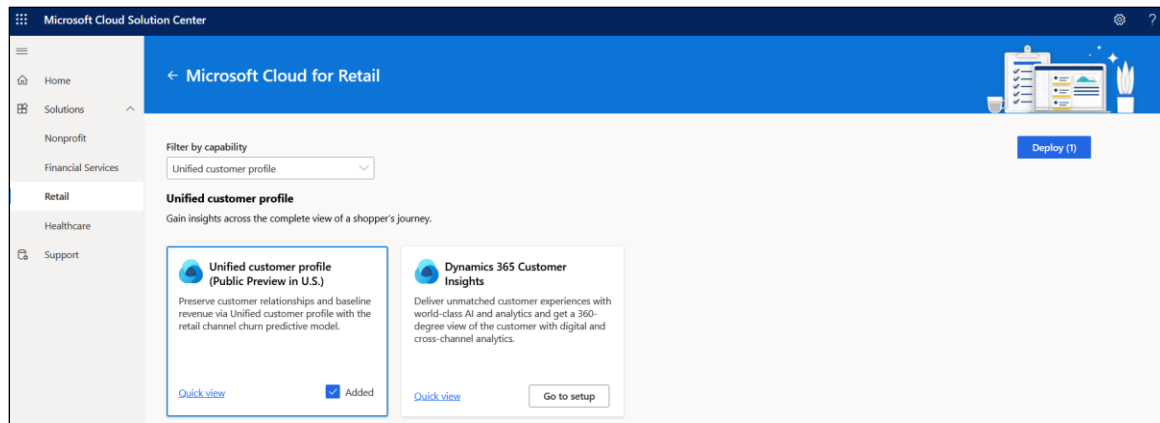 Microsoft Cloud Solution Center
?
Home
Solutions
Nonprofit
Financial Services
Retail
Healthcare
Support
← Microsoft Cloud for Retail
Filter by capability
Unified customer profile
Deploy (1)
Unified customer profile
Gain insights across the complete view of a shopper's journey.
Unified customer profile
(Public Preview in U.S.)
Preserve customer relationships and baseline
revenue via Unified customer profile with the
retail channel churn predictive model.
Quick view
Added
Dynamics 365 Customer
Insights
Deliver unmatched customer experiences with
world-class AI and analytics and get a 360-
degree view of the customer with digital and
cross-channel analytics.
Quick view
Go to setup